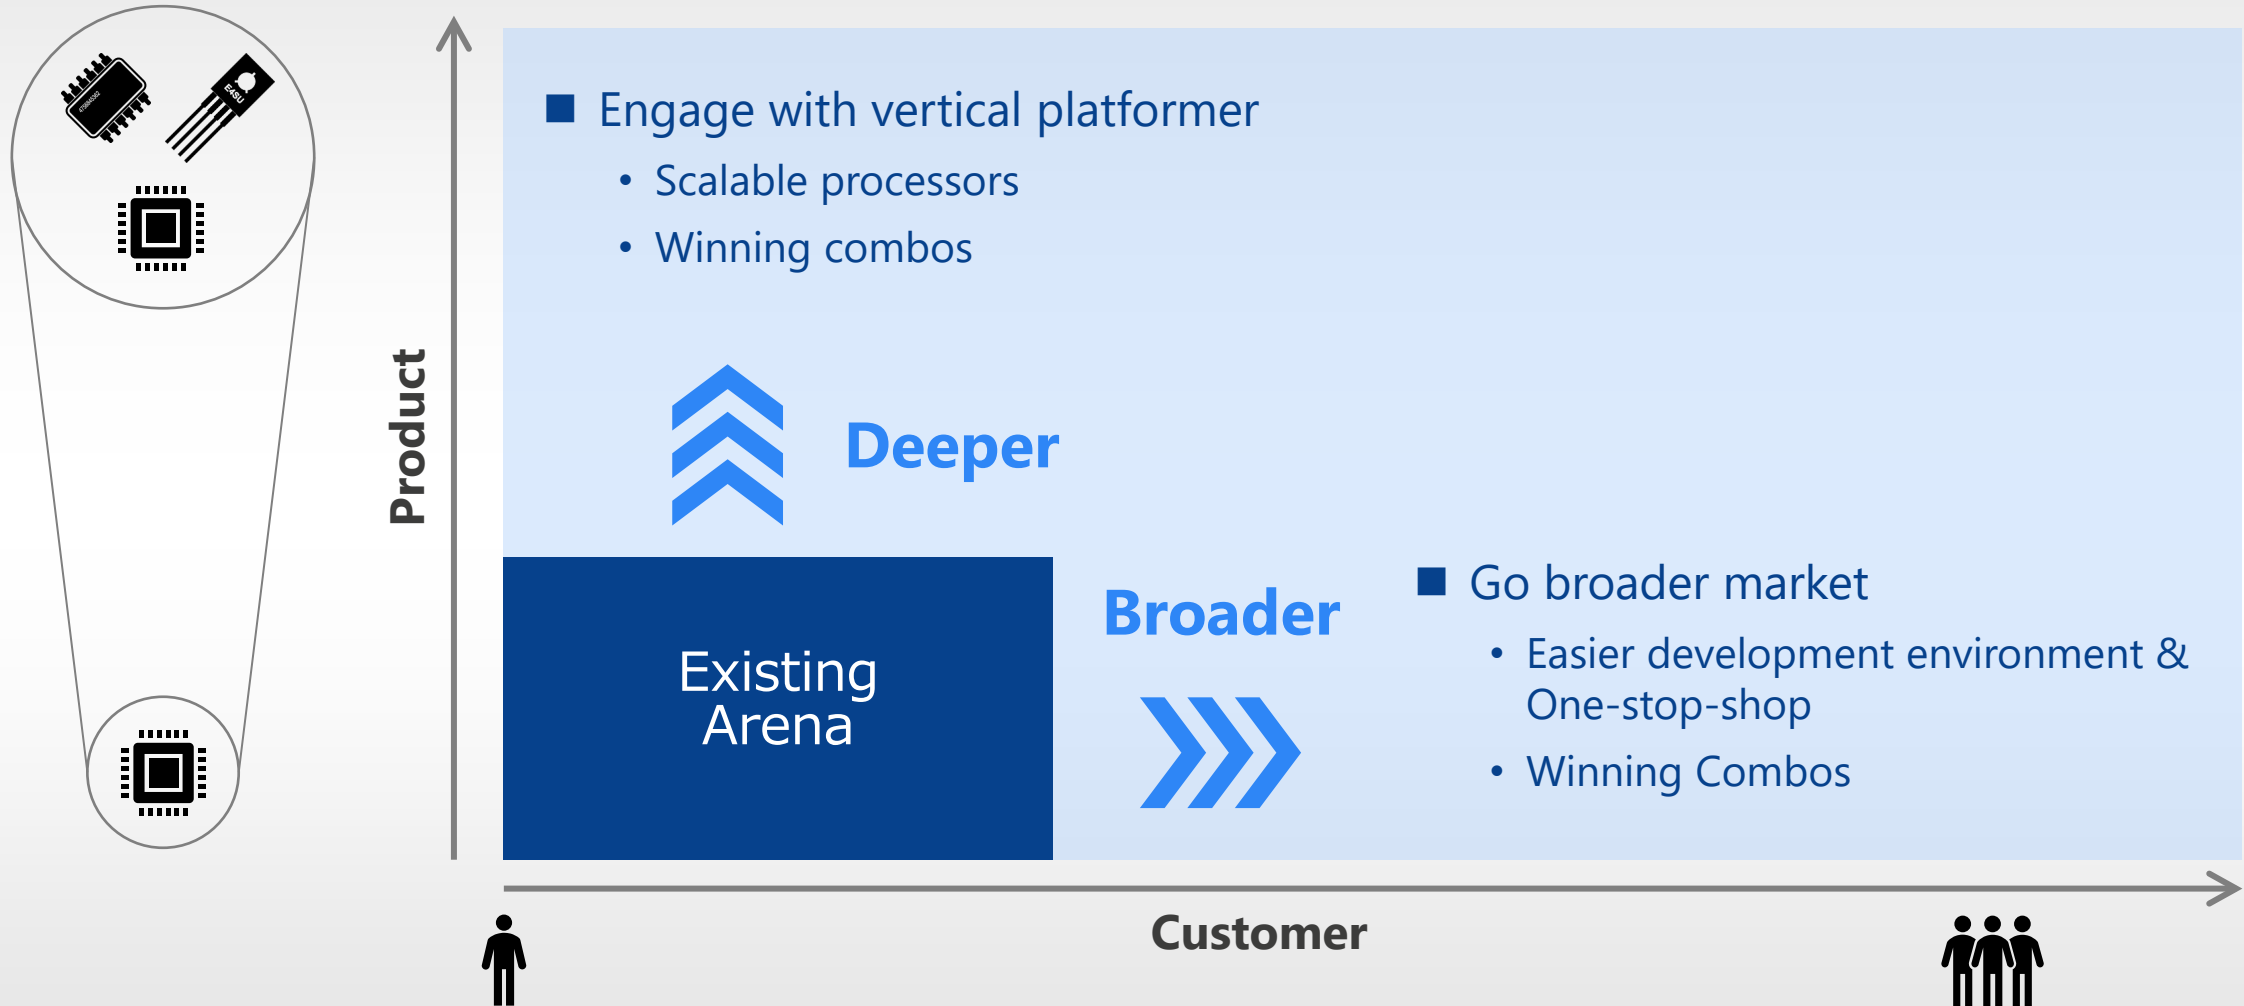 ■ Engage with vertical platformer
• Scalable processors
• Winning combos
E4SU
Product
Deeper
Broader
■ Go broader market
• Easier development environment &
One-stop-shop
• Winning Combos
Existing
Arena
Customer